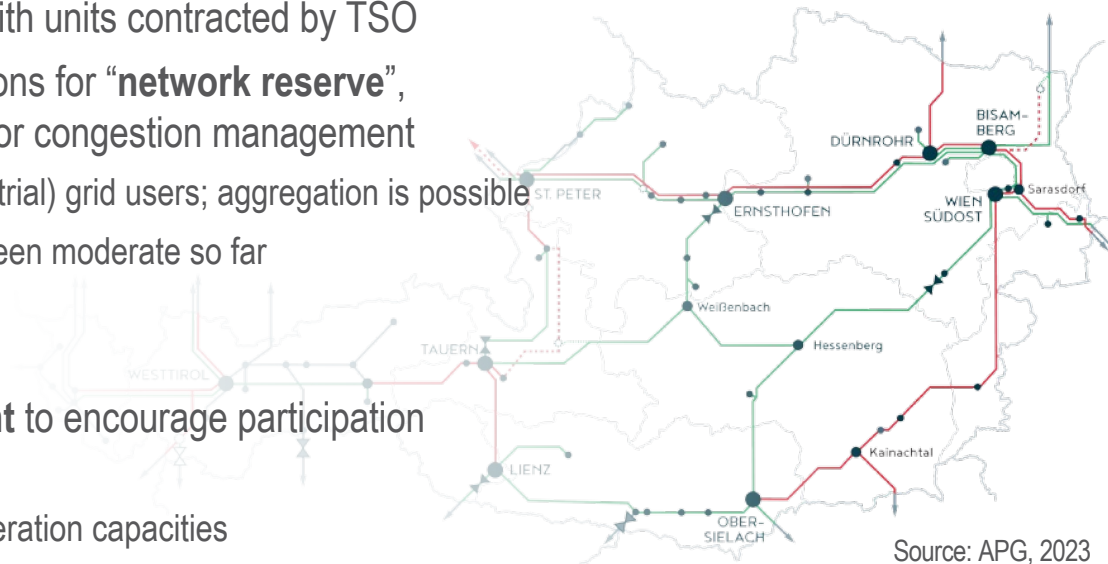 ith units contracted by TSO
ons for “network reserve”,
or congestion management
trial) grid users; aggregation is possible
een moderate so far
t to encourage participation
eration capacities
BISAM-
BERG
DÜRNROHR
Sarasdorf
WIEN
SÜDOST
ST. PETER
ERNSTHOFEN
Weißenbach
Hessenberg
TAUERN
WESTTIROL
Kainachtal
LIENZ
OBER-
SIELACH
Source: APG, 2023